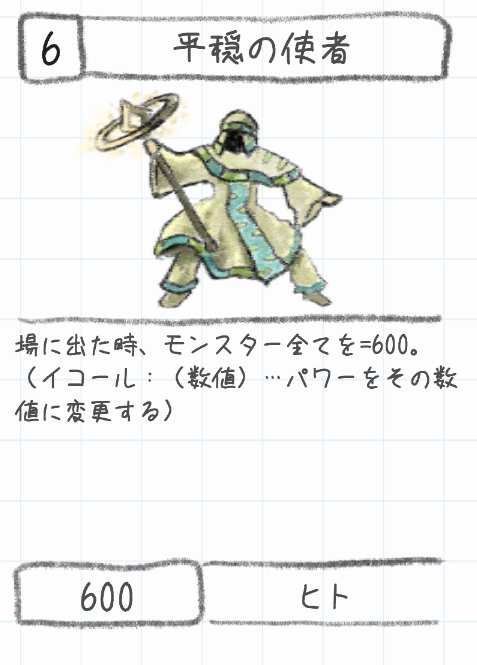 6
平穏の使者
場に出た時、モンスター全てを=600。
（イコール：（数値）…パワーをその数
値に変更する）
600
ヒト